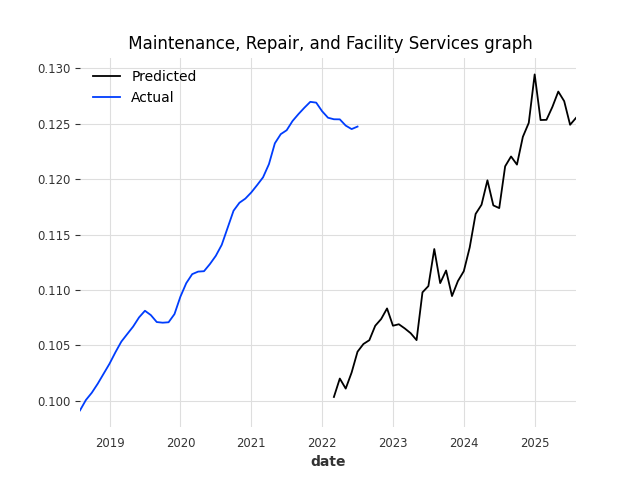 Maintenance, Repair, and Facility Services graph
Predicted
Actual
0.130
0.125
0.120
0.115
0.110
0.105
0.100
2019 2020 2021 2022 2023 2024 2025
date